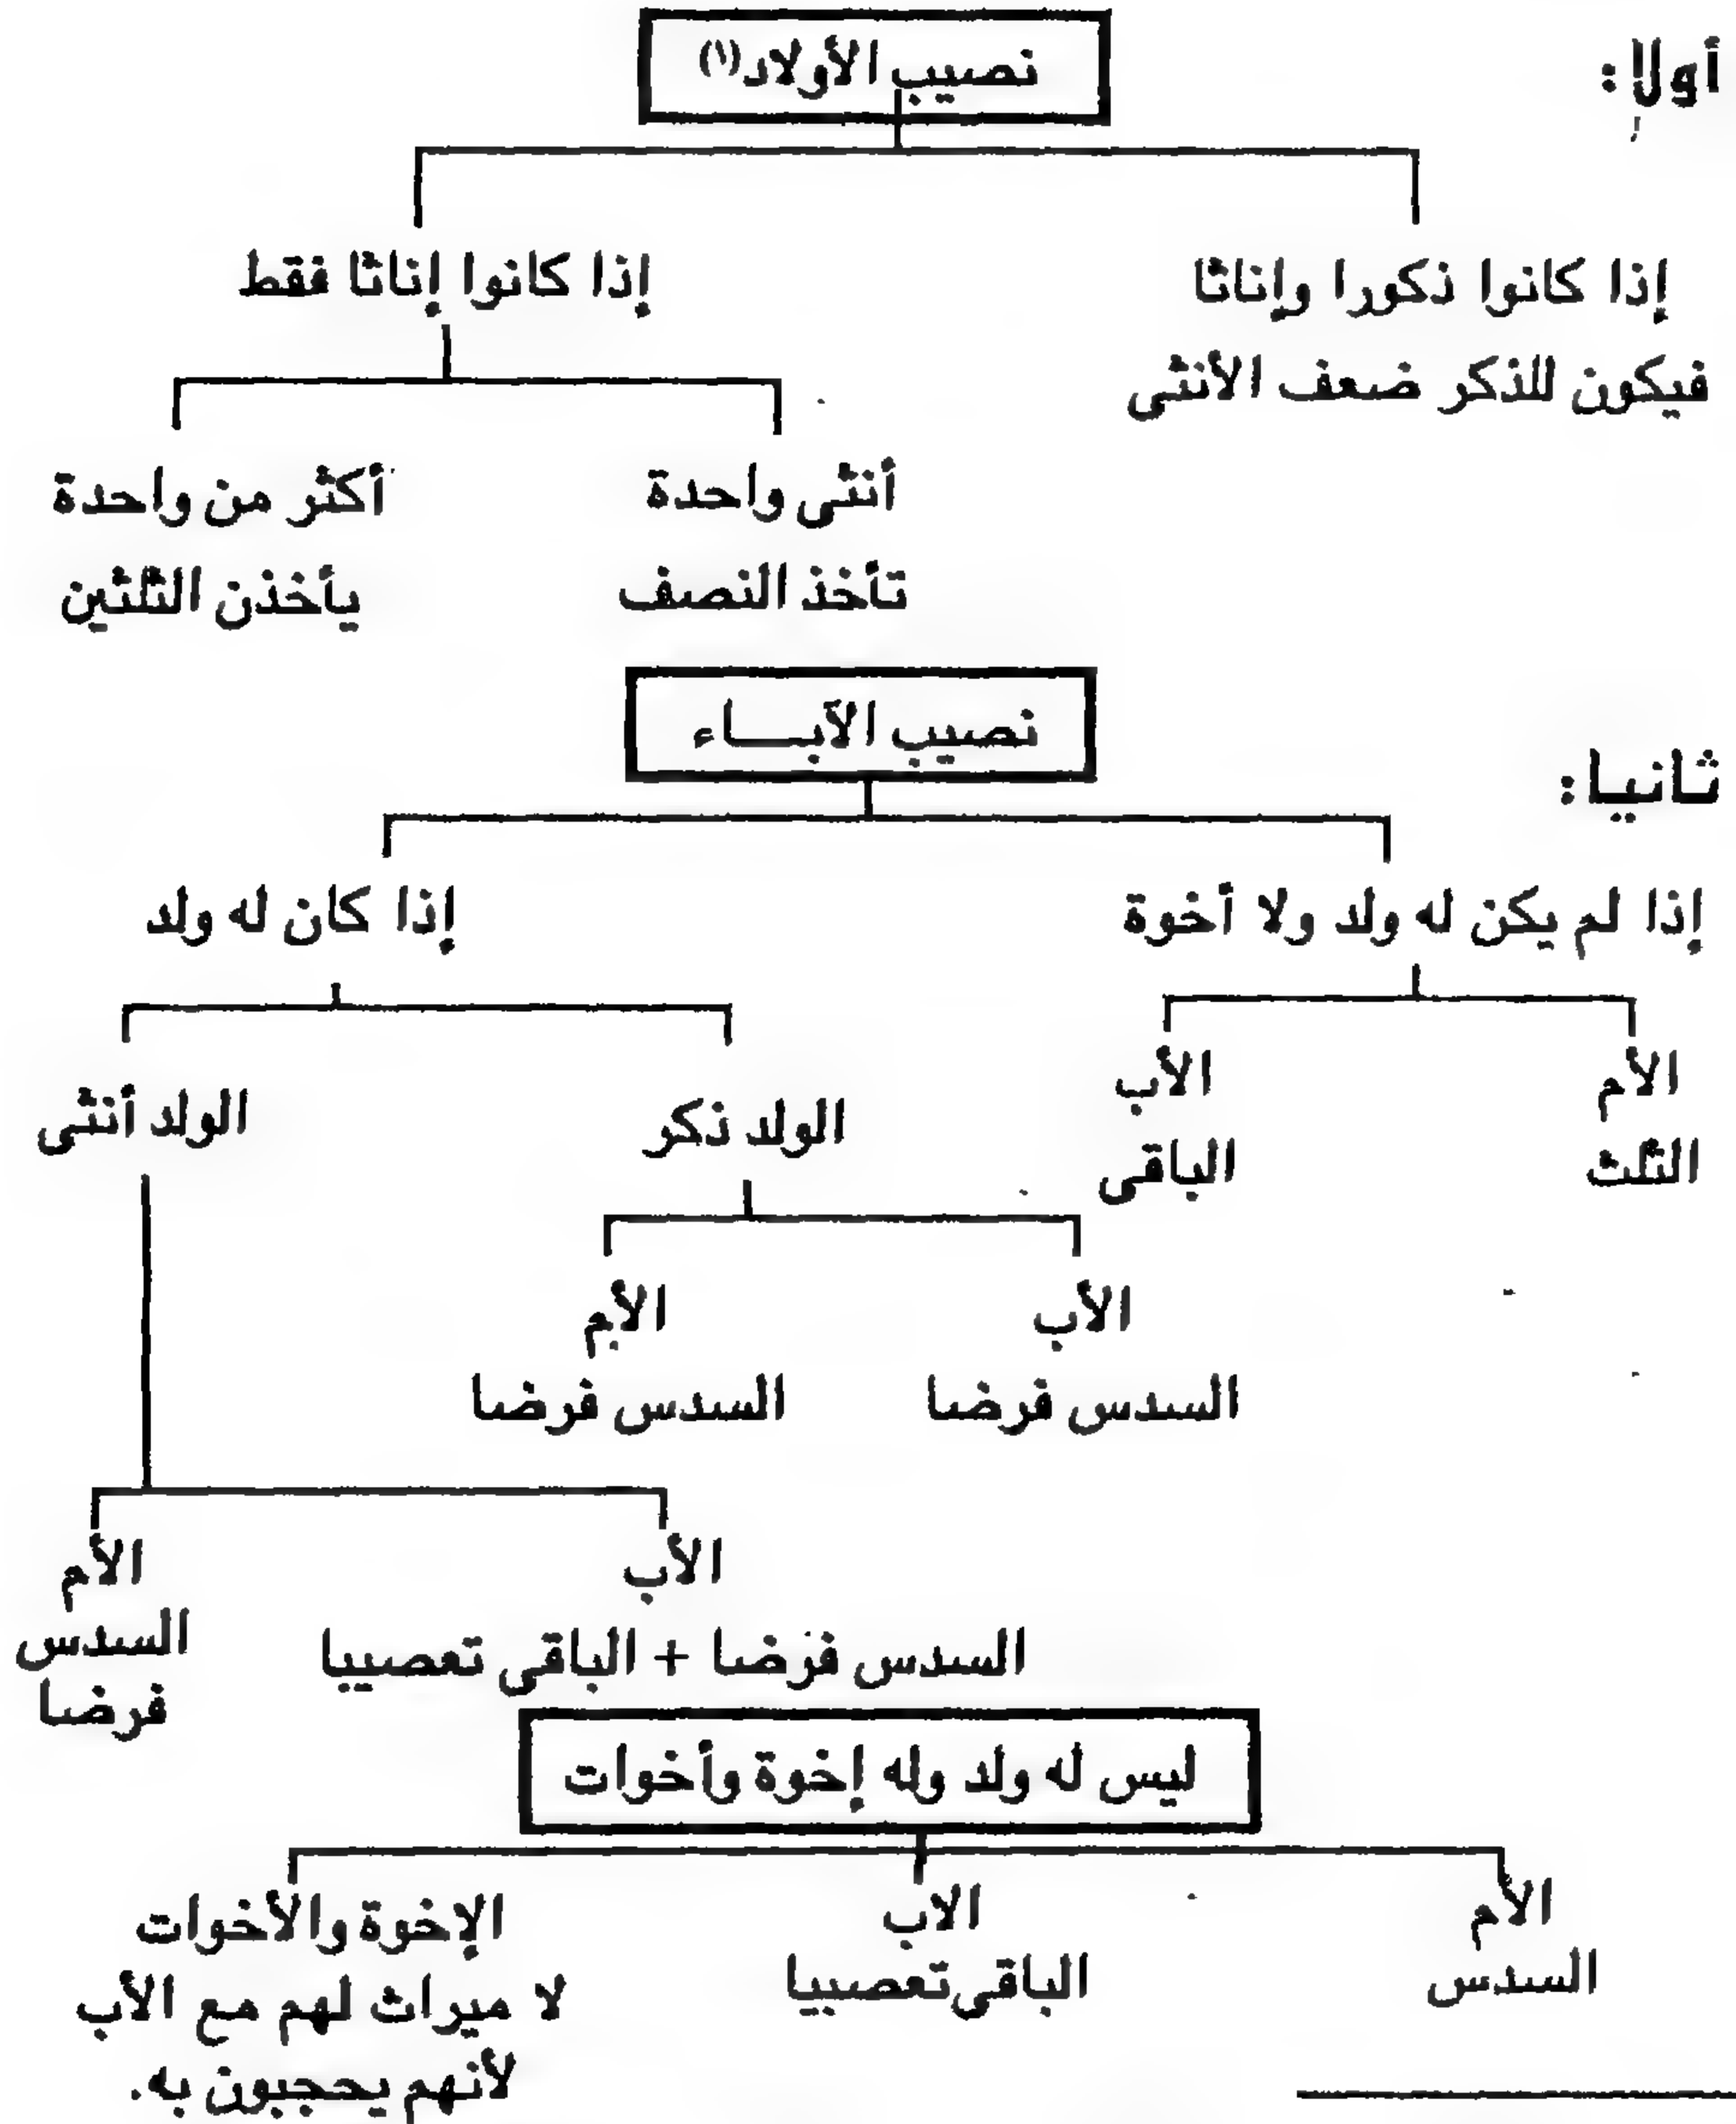 أولا:
نصيب الأولاد(١)
إذا كانوا ذكورا وإناثا
فيكون للذكر ضعف الأنثى
إذا كانوا إناثا فقط
أنثى واحدة
تأخذ النصف
أكثر من واحدة
يأخذن الثلثين
ثانيا:
نصيب الآبـــاء
إذا لم يكن له ولد ولا أخوة
الأم
الثلث
الأب
الباقى
إذا كان له ولد
الولد ذكر
الأب
السدس فرضا
الأم
السدس فرضا
الولد أنثى
الأب
السدس فرضا + الباقى تعصيبا
الأم
السدس
فرضا
ليس له ولد وله إخوة وأخوات
الأم
السدس
الاب
الباقى تعصيبا
الإخوة والأخوات
لا ميراث لهم مع الأب
لأنهم يحجبون به.